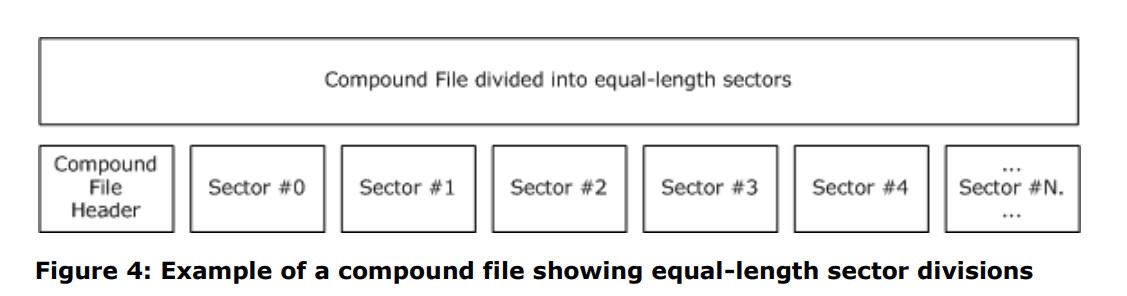 Compound File divided into equal-length sectors
Compound
File
Header
Sector #0
Sector #1
Sector #2
Sector #3
Sector #4
...
Sector #N.
...
Figure 4: Example of a compound file showing equal-length sector divisions